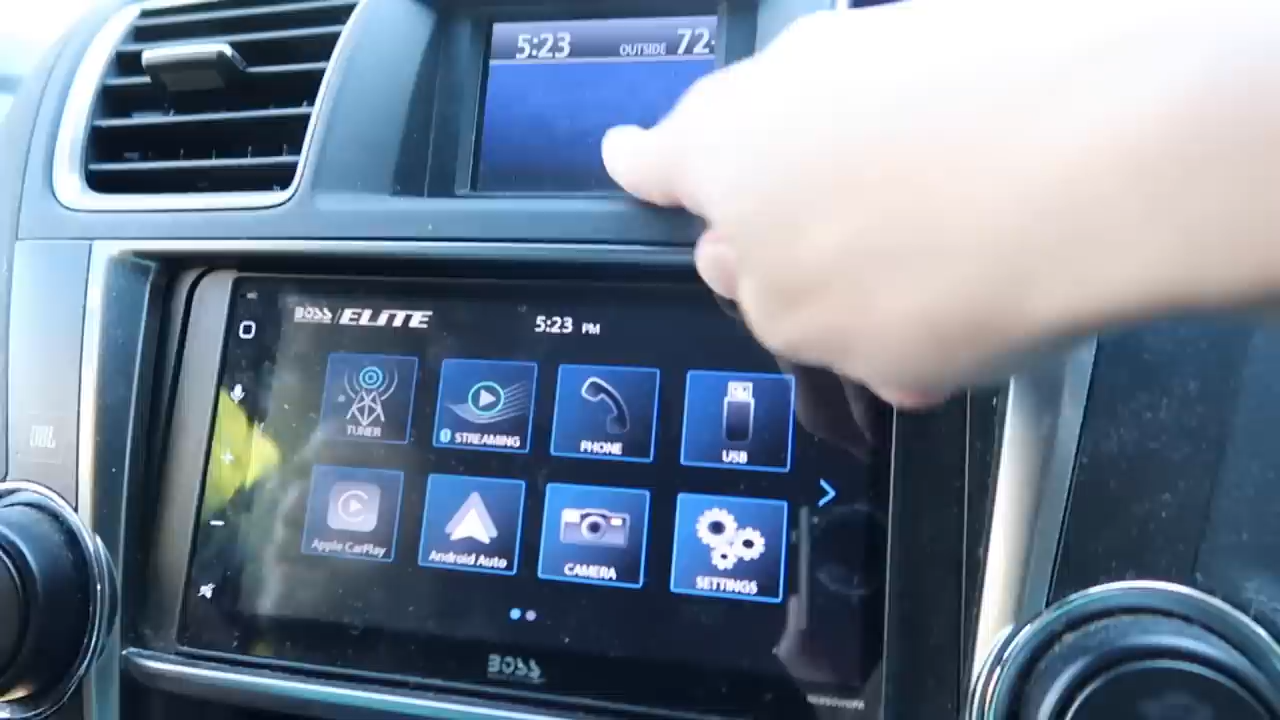 5:23 OUTSIDE 72
BOSS/ELITE
5:23 PM
TUNER
STREAMING
PHONE
USB
Apple CarPlay
Android Auto
CAMERA
SETTINGS
BOSS
JBL